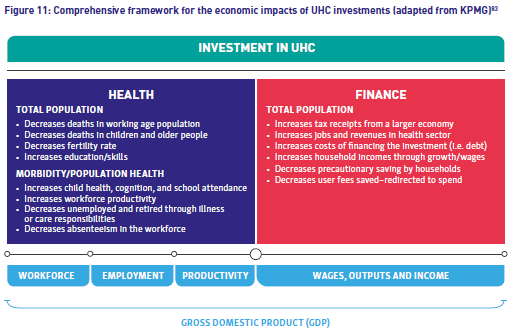 Figure 11: Comprehensive framework for the economic impacts of UHC investments (adapted from KPMG)83
INVESTMENT IN UHC
HEALTH
TOTAL POPULATION
• Decreases deaths in working age population
• Decreases deaths in children and older people
• Decreases fertility rate
• Increases education/skills
MORBIDITY/POPULATION HEALTH
• Increases child health, cognition, and school attendance
• Increases workforce productivity
• Decreases unemployed and retired through illness
or care responsibilities
• Decreases absenteeism in the workforce
FINANCE
TOTAL POPULATION
• Increases tax receipts from a larger economy
• Increases jobs and revenues in health sector
• Increases costs of financing the investment (i.e. debt)
• Increases household incomes through growth/wages
• Decreases precautionary saving by households
• Decreases user fees saved–redirected to spend
WORKFORCE
EMPLOYMENT
PRODUCTIVITY
WAGES, OUTPUTS AND INCOME
GROSS DOMESTIC PRODUCT (GDP)